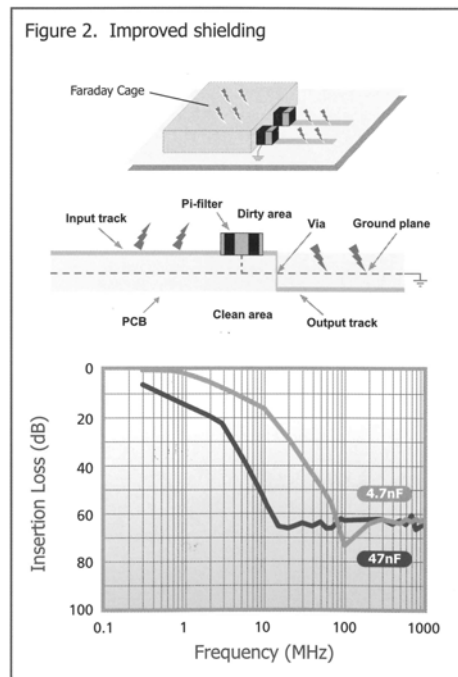 Figure 2. Improved shielding
Faraday Cage
Pi-filter
Dirty area
Input track
Via
Ground plane
PCB
Clean area
Output track
Insertion Loss (dB)
0
20
40
60
80
100
4.7nF
47nF
0.1
1
10
100
1000
Frequency (MHz)